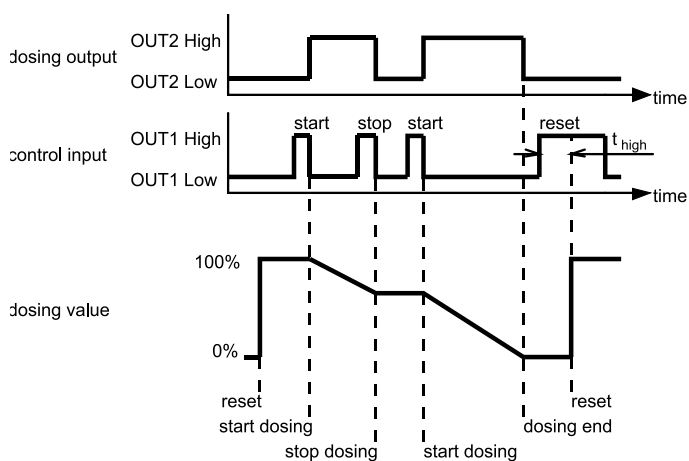 OUT2 High
dosing output
OUT2 Low
time
start stop start reset
OUT1 High
t high
control input
OUT1 Low
time
100%
dosing value
0%
reset reset
start dosing dosing end
stop dosing start dosing